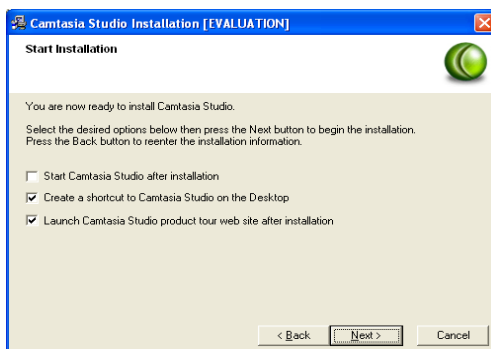 Camtasia Studio Installation [EVALUATION]
Start Installation
You are now ready to install Camtasia Studio.
Select the desired options below then press the Next button to begin the installation.
Press the Back button to reenter the installation information.
Start Camtasia Studio after installation
Create a shortcut to Camtasia Studio on the Desktop
Launch Camtasia Studio product tour web site after installation
< Back Next > Cancel